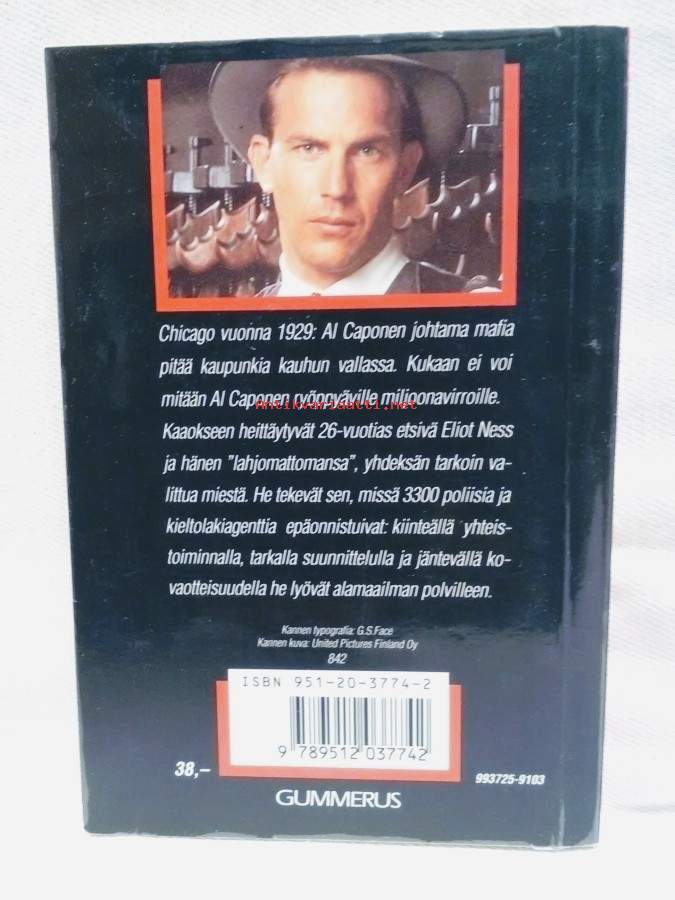 Chicago vuonna 1929: Al Caponen johtama mafia
pitää kaupunkia kauhun vallassa. Kukaan ei voi
mitään Al Caponen ryöppyäville miljoonavirroille.
Antikvariaatti.net
Kaaokseen heittäytyvät 26-vuotias etsivä Eliot Ness
ja hänen "lahjomattomansa", yhdeksän tarkoin va-
littua miestä. He tekevät sen, missä 3300 poliisia ja
kieltolakiagenttia epäonnistuivat: kiinteällä yhteis-
toiminnalla, tarkalla suunnittelulla ja jäntevällä ko-
vaotteisuudella he lyövät alamaailman polvilleen.
Kannen typografia: G.S.Face
Kannen kuva: United Pictures Finland Oy
842
ISBN 951-20-3774-2
9 789512 037742
38,–
993725-9103
GUMMERUS